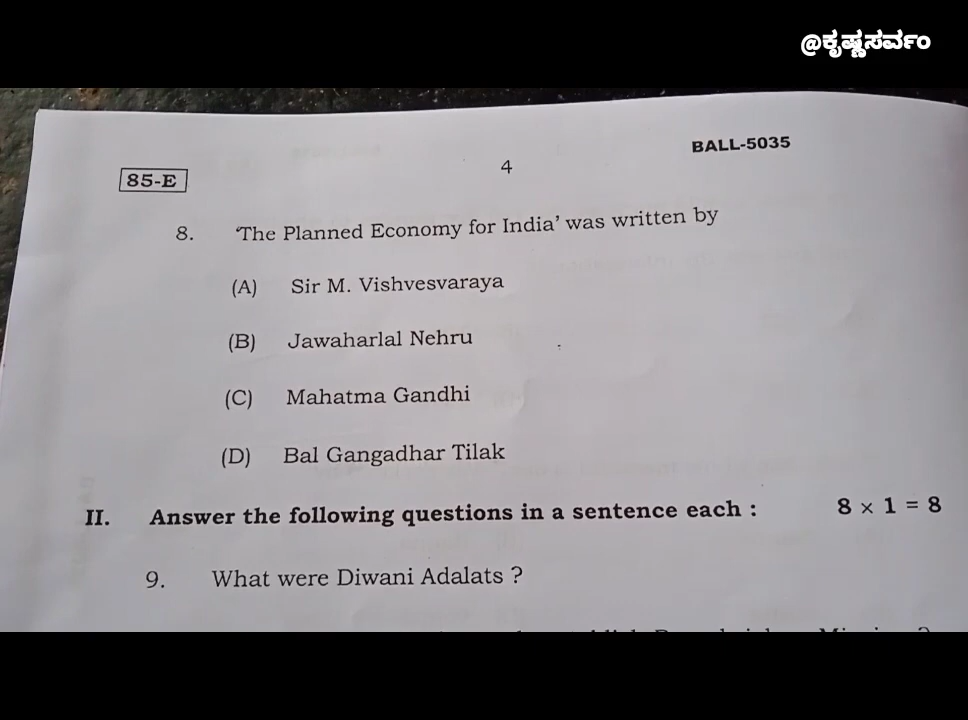 @ಕೃಷ್ಣಸರ್ವಂ
BALL-5035
4
85-E
8. 'The Planned Economy for India' was written by
(A) Sir M. Vishvesvaraya
(B) Jawaharlal Nehru
(C) Mahatma Gandhi
(D) Bal Gangadhar Tilak
II. Answer the following questions in a sentence each : 8 × 1 = 8
9. What were Diwani Adalats ?